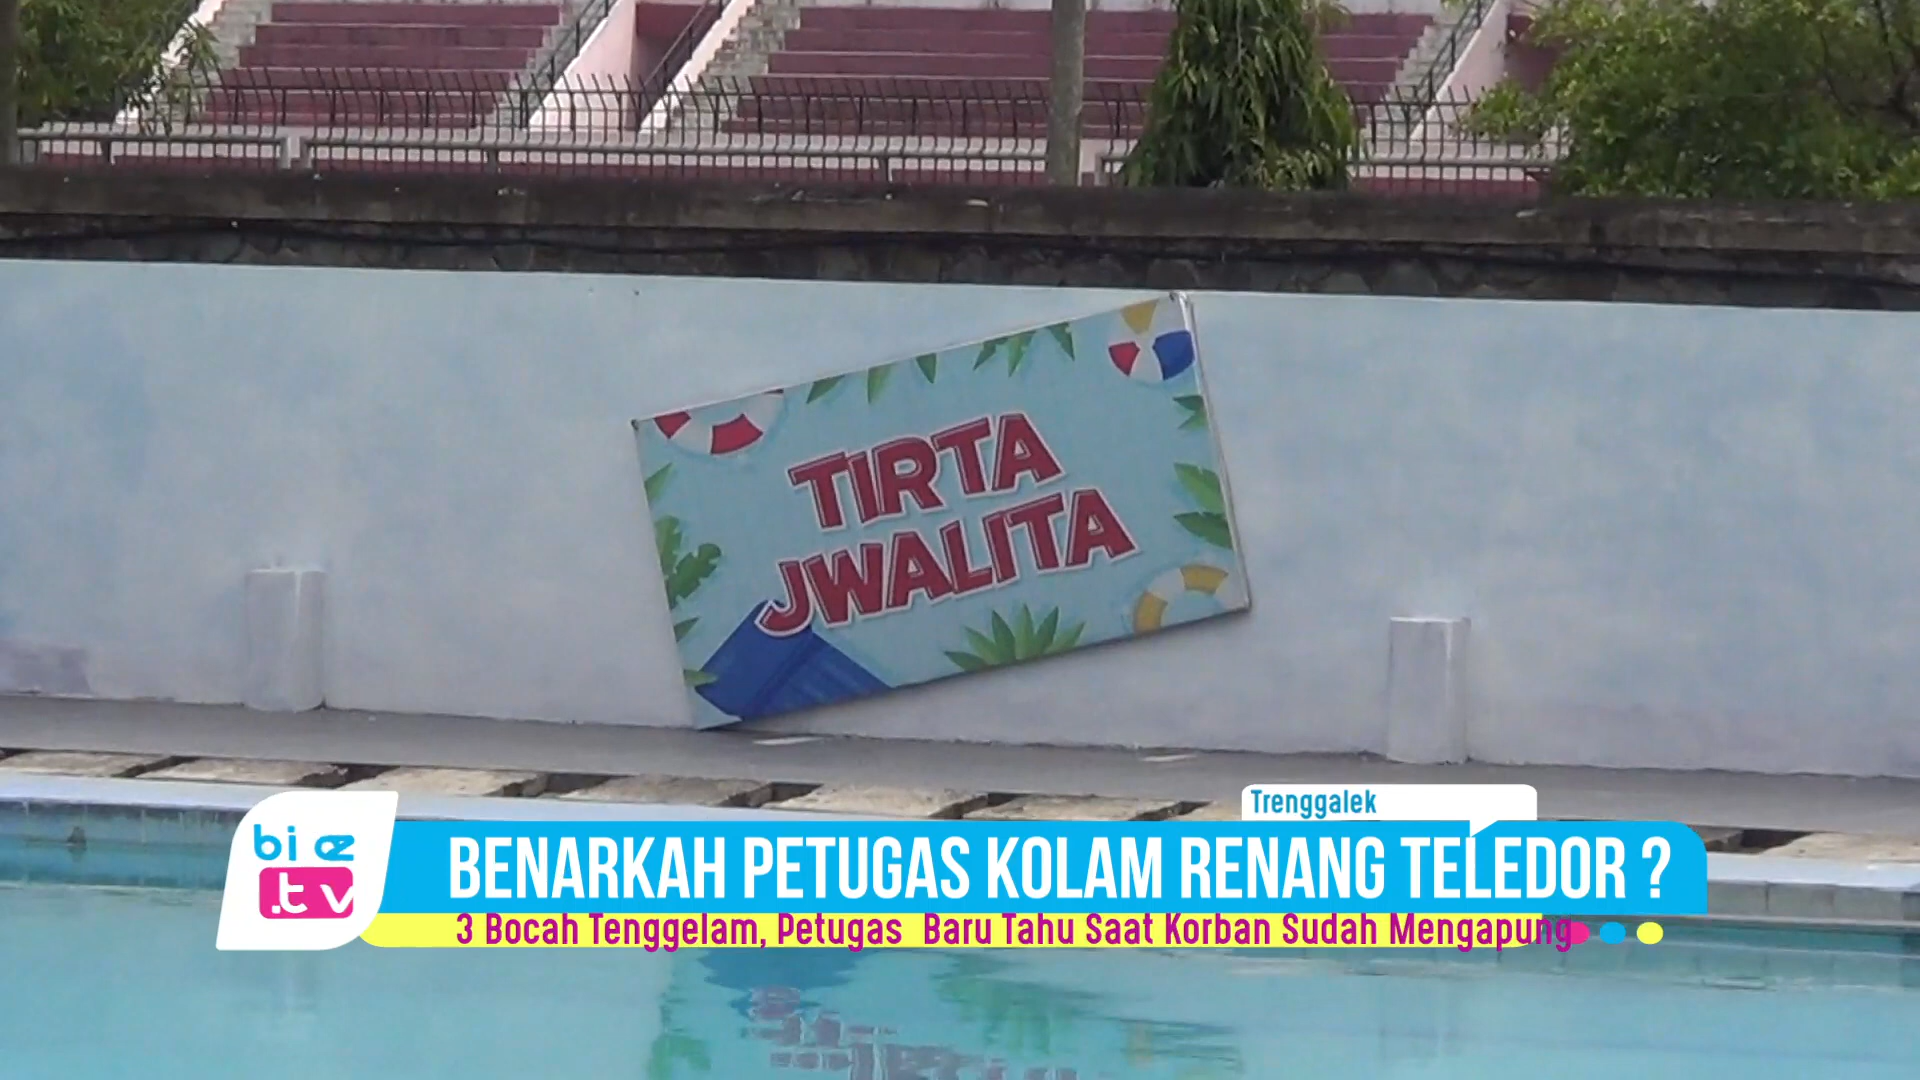 TIRTA
JWALITA
Trenggalek
bioz
.tv
BENARKAH PETUGAS KOLAM RENANG TELEDOR ?
3 Bocah Tenggelam, Petugas Baru Tahu Saat Korban Sudah Mengapung